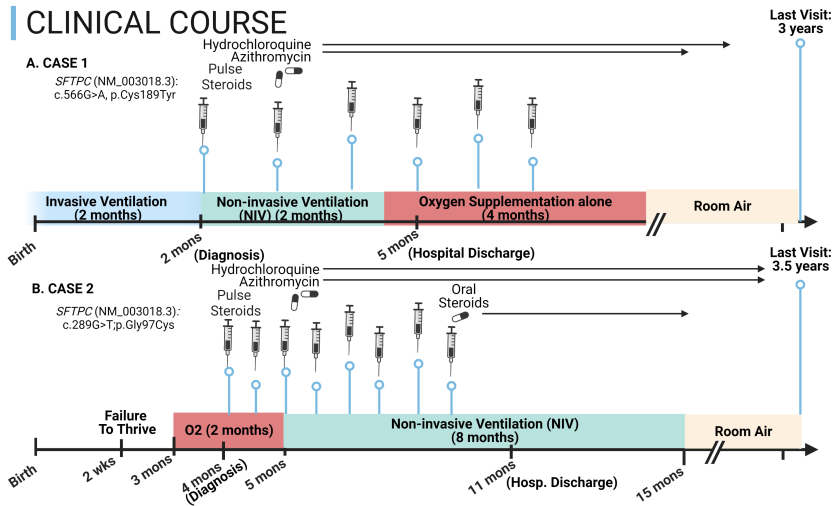 CLINICAL COURSE
Last Visit:
3 years
Hydrochloroquine
Azithromycin
A. CASE 1
Pulse
Steroids
SFTPC (NM_003018.3):
c.566G>A, p.Cys189Tyr
Invasive Ventilation
(2 months)
Non-invasive Ventilation
(NIV) (2 months)
Oxygen Supplementation alone
(4 months)
Room Air
Birth
2 mons
(Diagnosis)
5 mons
(Hospital Discharge)
Last Visit:
3.5 years
Hydrochloroquine
Azithromycin
B. CASE 2
Pulse
Steroids
Oral
Steroids
SFTPC (NM_003018.3):
c.289G>T;p.Gly97Cys
Failure
To Thrive
O2 (2 months)
Non-invasive Ventilation (NIV)
(8 months)
Room Air
Birth
2 wks
3 mons
4 mons
(Diagnosis)
5 mons
11 mons
(Hosp. Discharge)
15 mons